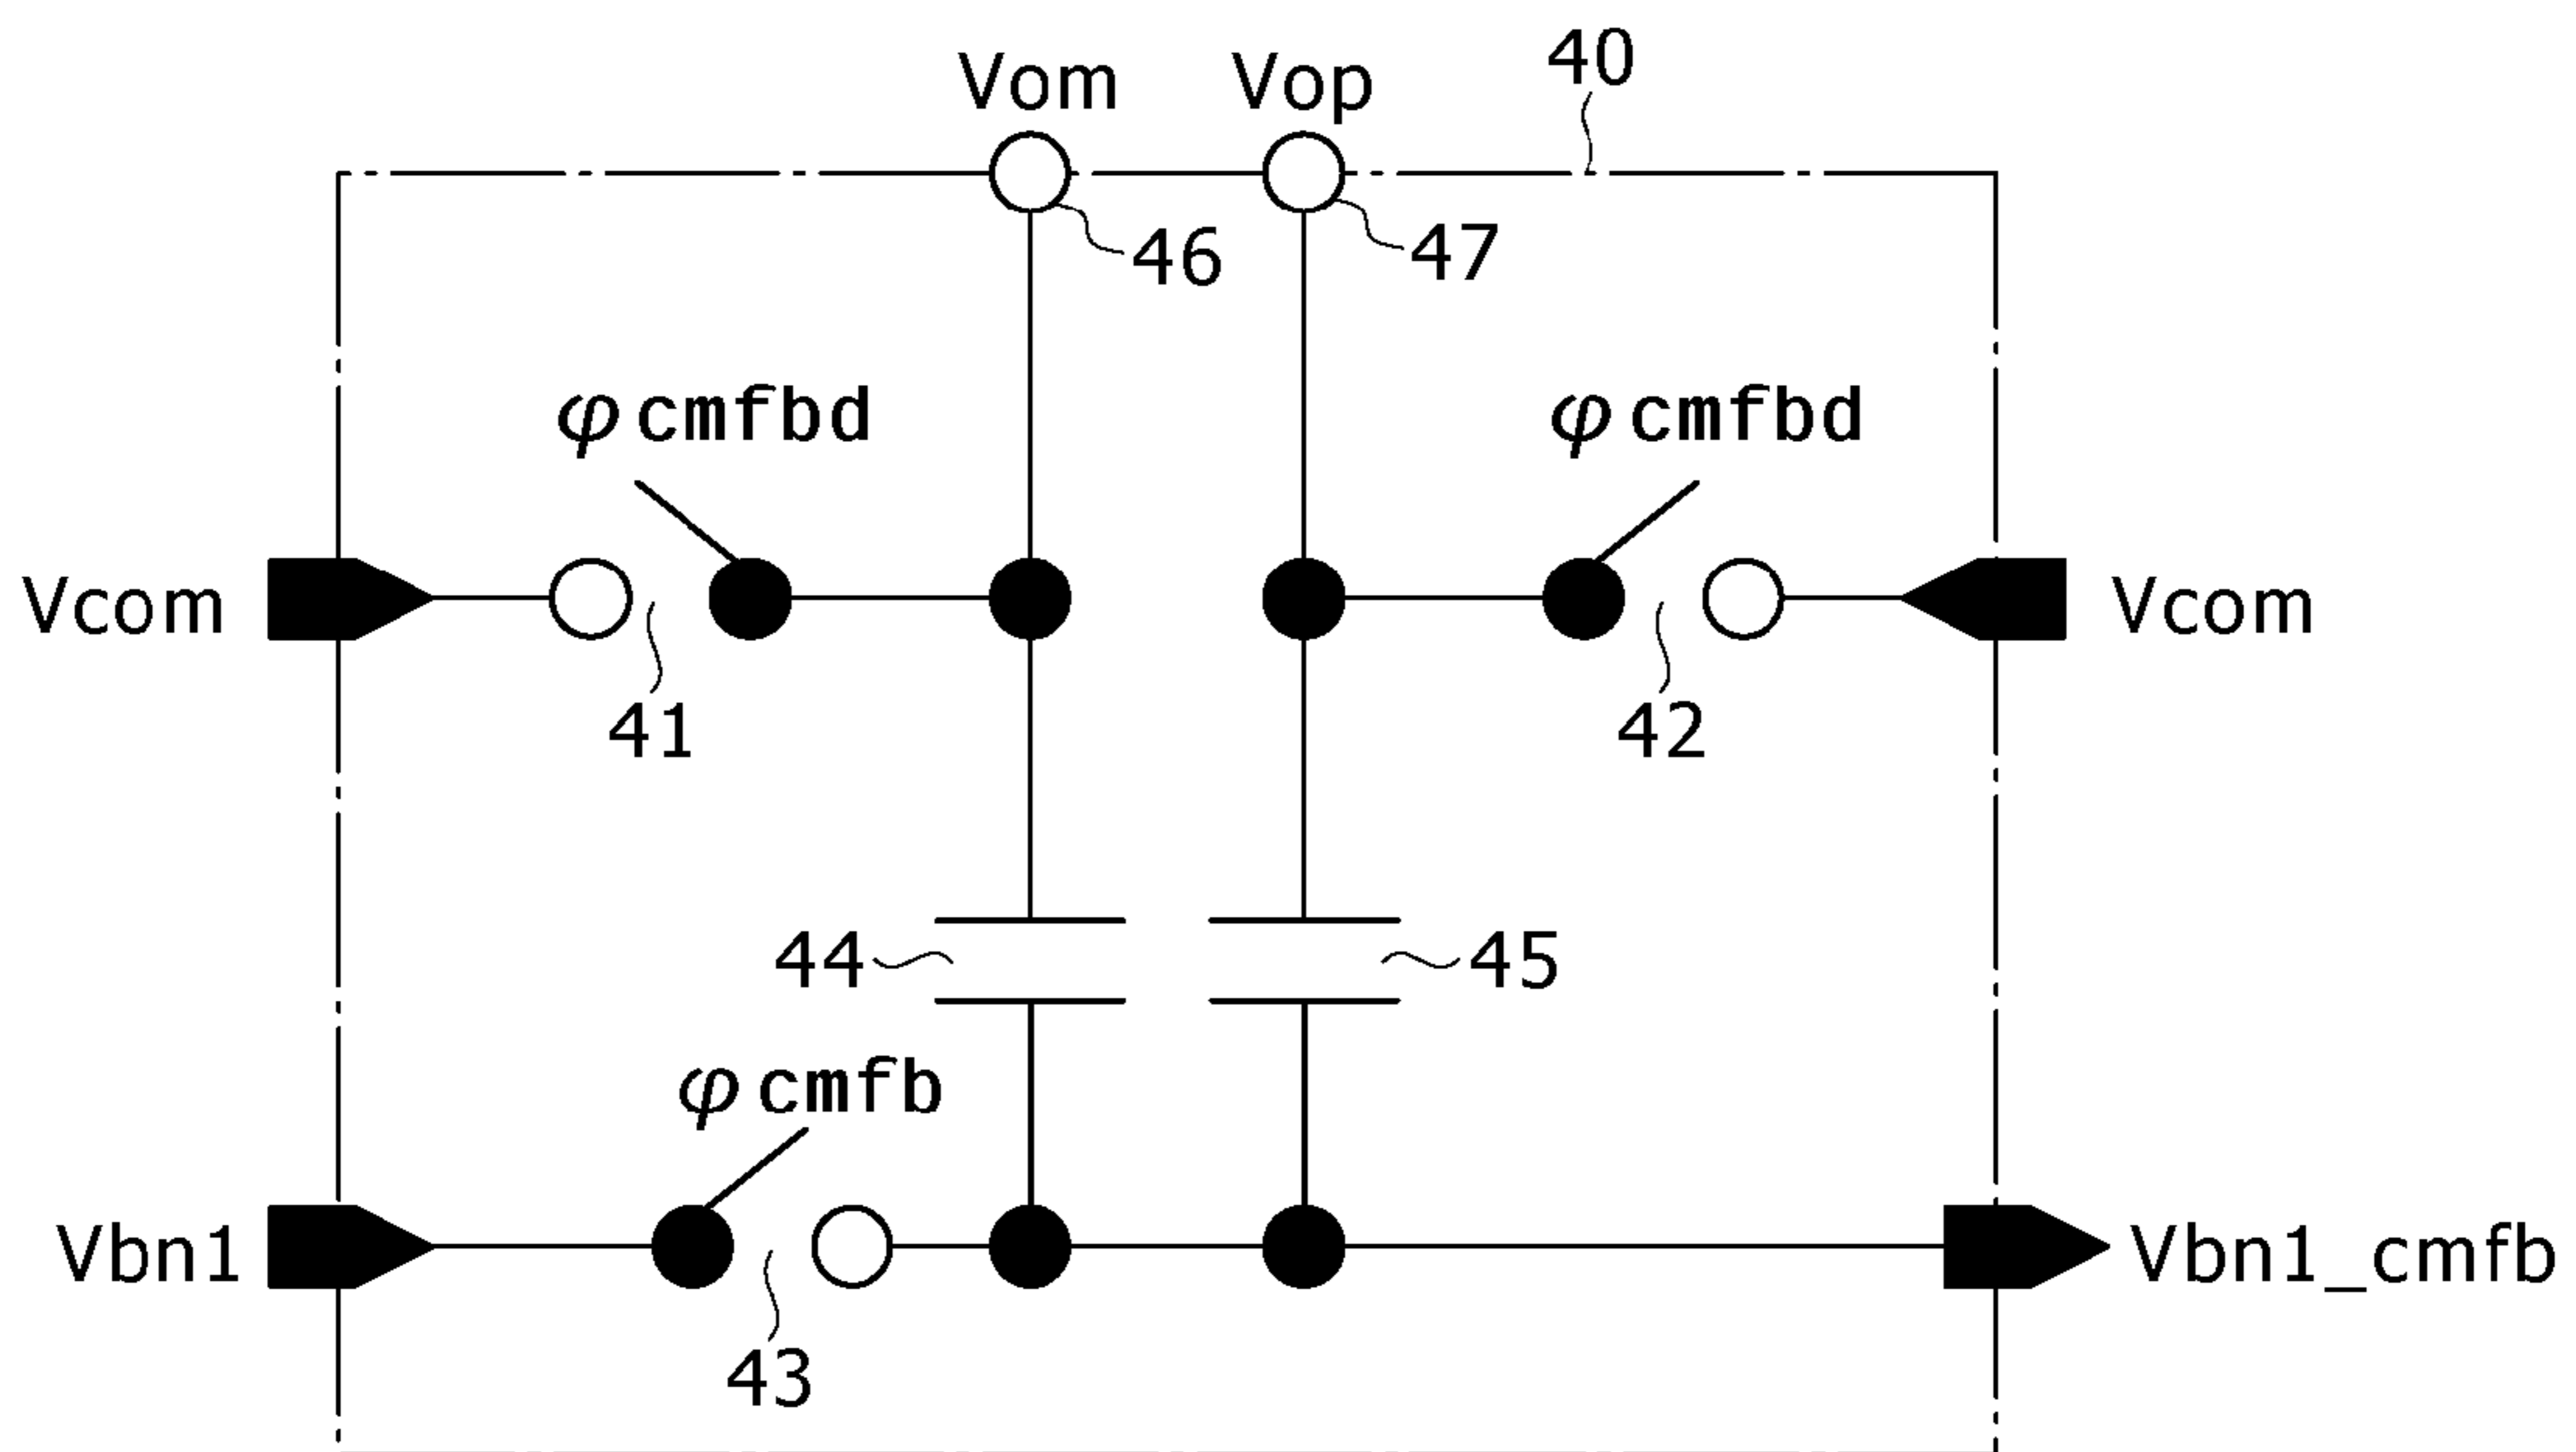 40
Vom Vop
46 47
φcmfbd φcmfbd
Vcom Vcom
41 42
44 45
φcmfb
Vbn1 Vbn1_cmfb
43